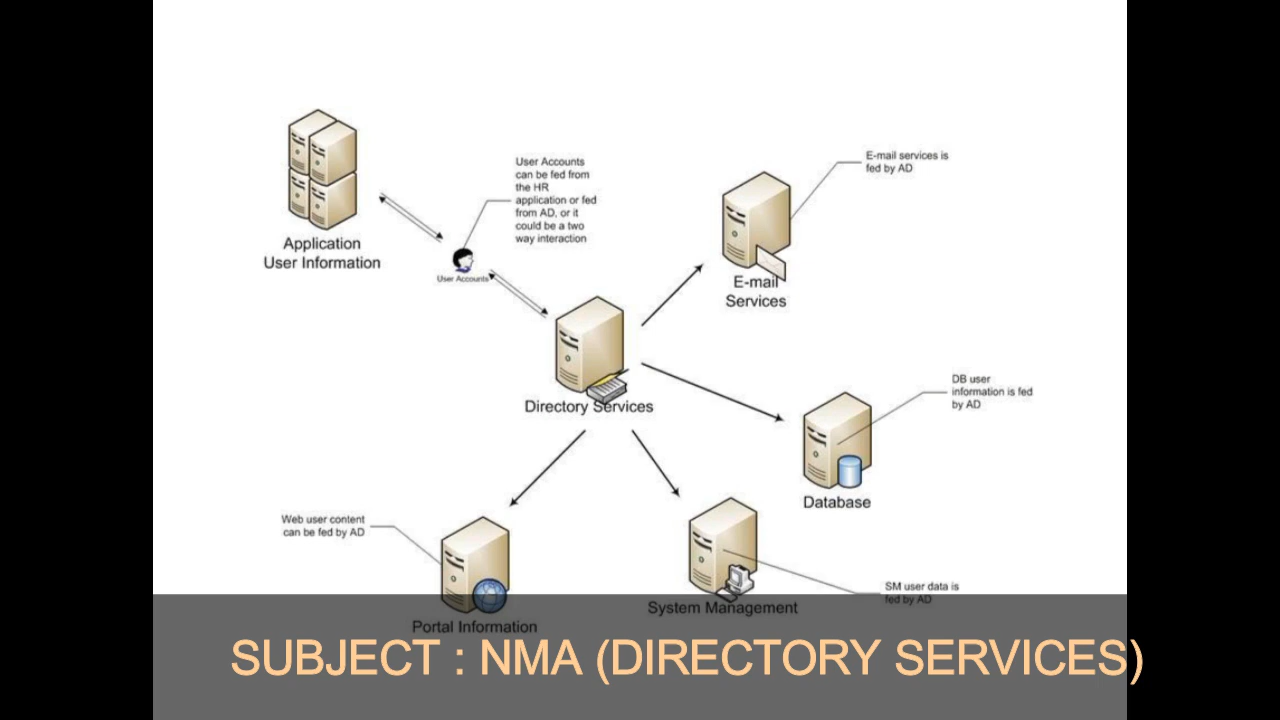 User Accounts
can be fed from
the HR
application or fed
from AD, or it
could be a two
way interaction
E-mail services is
fed by AD
Application
User Information
User Accounts
E-mail
Services
Directory Services
DB user
information is fed
by AD
Database
Web user content
can be fed by AD
SM user data is
fed by AD
System Management
Portal Information
SUBJECT : NMA (DIRECTORY SERVICES)